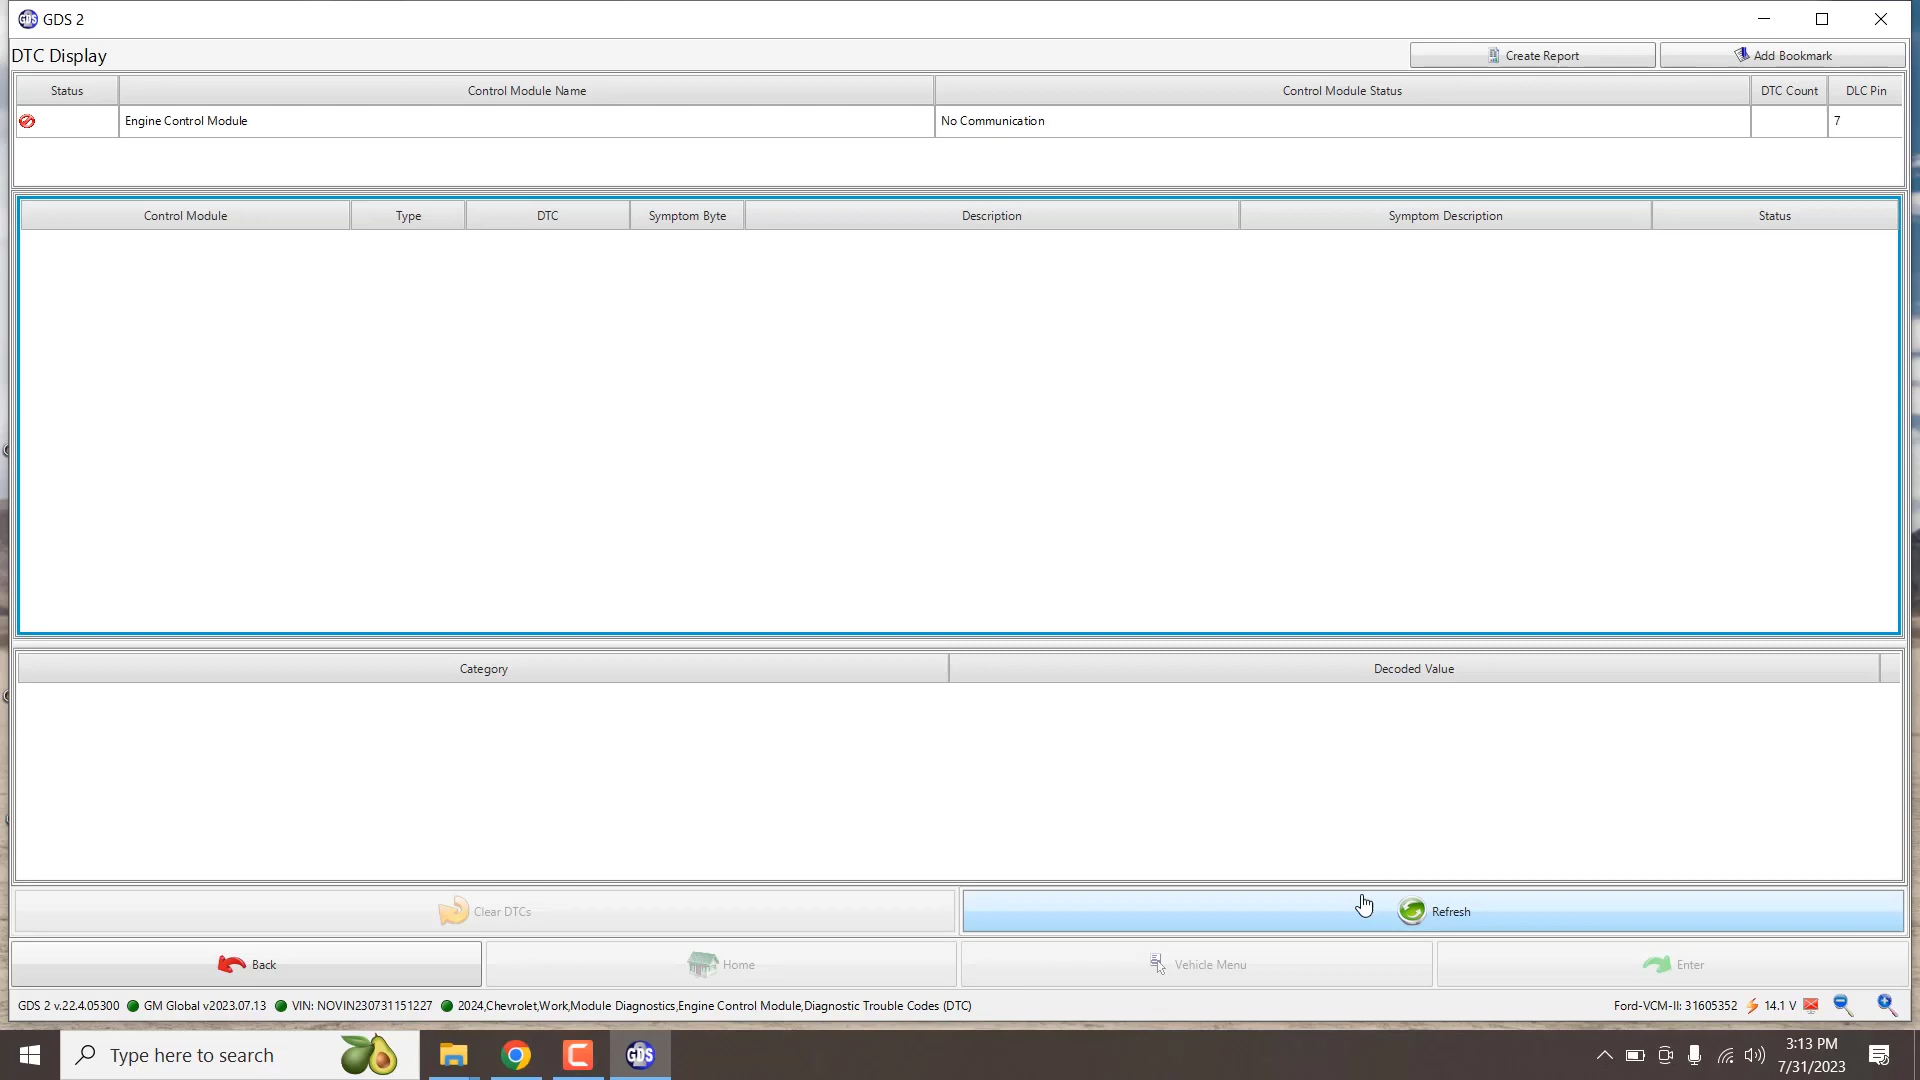 GDS 2
DTC Display
Create Report
Add Bookmark
Status Control Module Name Control Module Status DTC Count DLC Pin
Engine Control Module No Communication 7
Control Module Type DTC Symptom Byte Description Symptom Description Status
Category Decoded Value
Clear DTCs Refresh
Back Home Vehicle Menu Enter
GDS 2 v.22.4.05300 GM Global v2023.07.13 VIN: NOVIN230731151227 2024,Chevrolet,Work,Module Diagnostics,Engine Control Module,Diagnostic Trouble Codes (DTC) Ford-VCM-II: 31605352 14.1 V
Type here to search
GDS
3:13 PM
7/31/2023